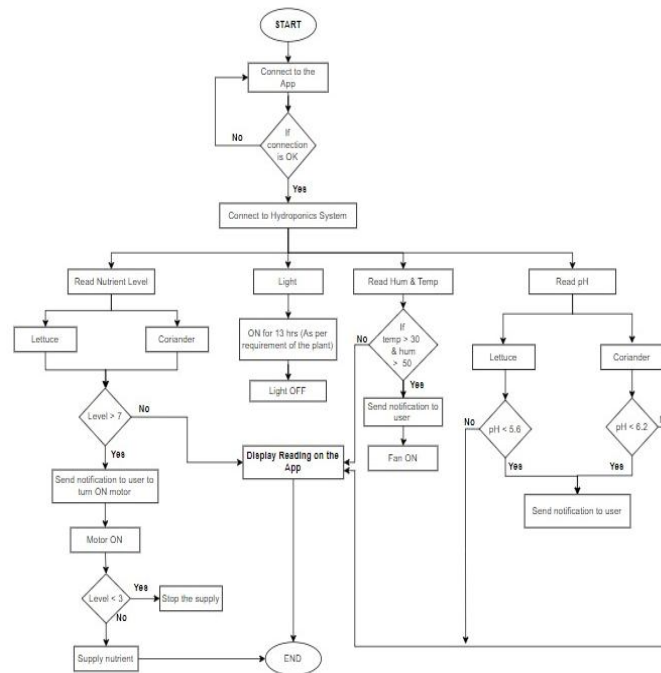 START
Connect to the
App
If
connection
is OK
No
Yes
Connect to Hydroponics System
Read Nutrient Level
Light
Read Hum & Temp
Read pH
Lettuce
Coriander
ON for 13 hrs (As per
requirement of the plant)
Light OFF
No
If
temp > 30
& hum
> 50
Yes
Send notification to
user
Fan ON
Lettuce
Coriander
No
pH < 5.6
Yes
pH < 6.2
Yes
Send notification to user
Level > 7
No
Yes
Display Reading on the
App
Send notification to user to
turn ON motor
Motor ON
Level < 3
Yes
Stop the supply
No
Supply nutrient
END